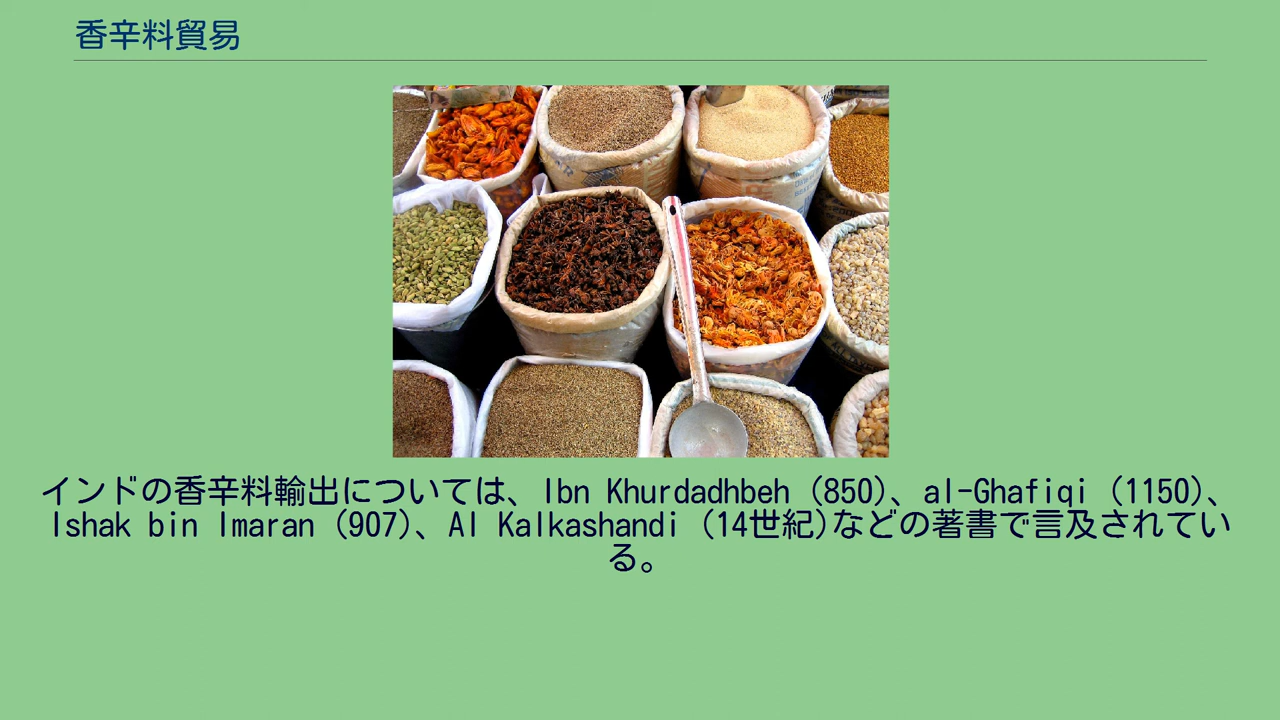 香辛料貿易
インドの香辛料輸出については、Ibn Khurdadhbeh (850)、al-Ghafiqi (1150)、
Ishak bin Imaran (907)、Al Kalkashandi (14世紀)などの著書で言及されてい
る。